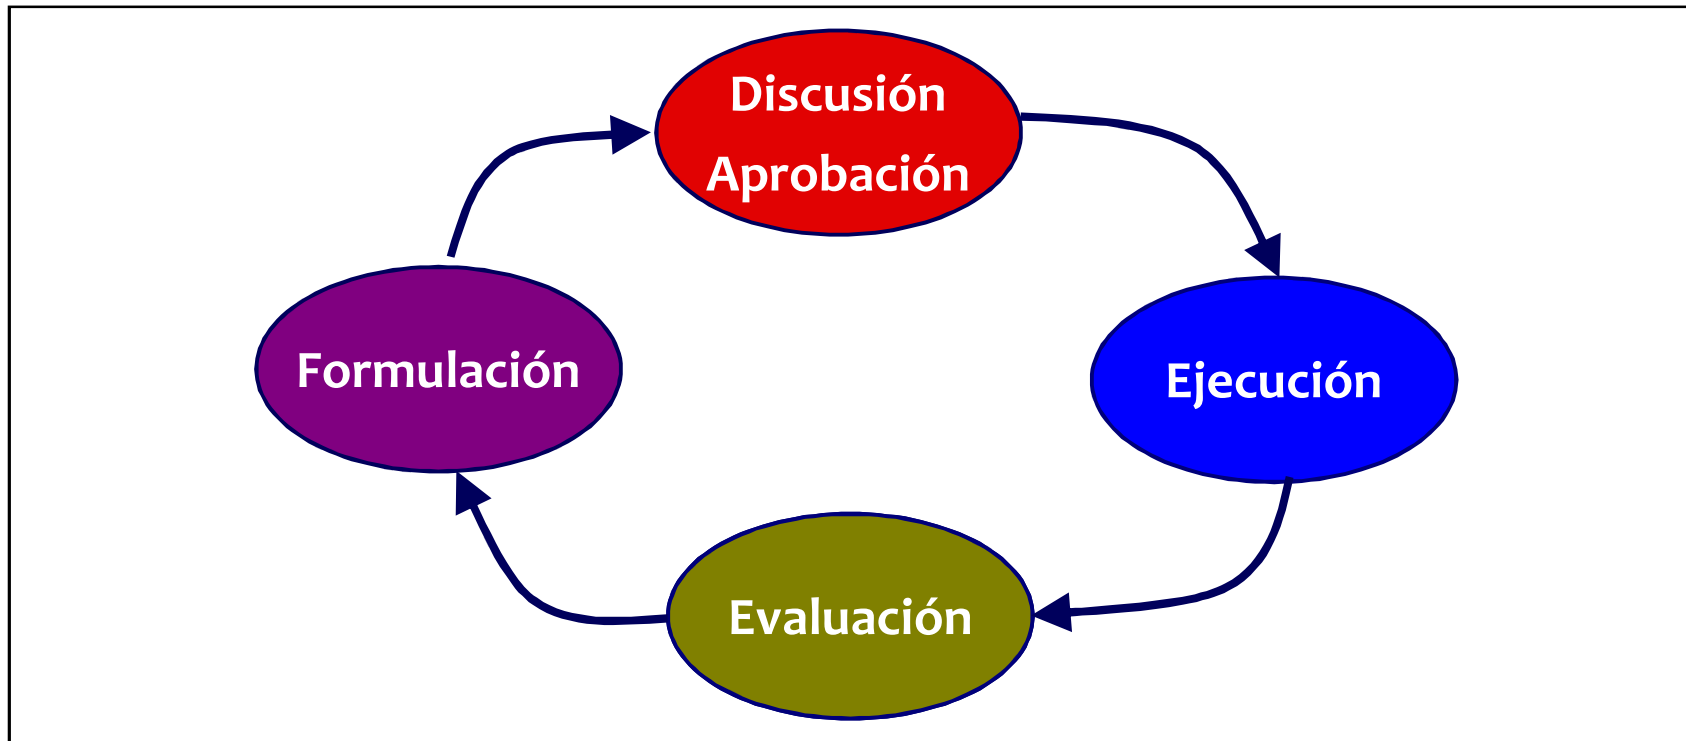 Discusión
Aprobación
Formulación
Ejecución
Evaluación